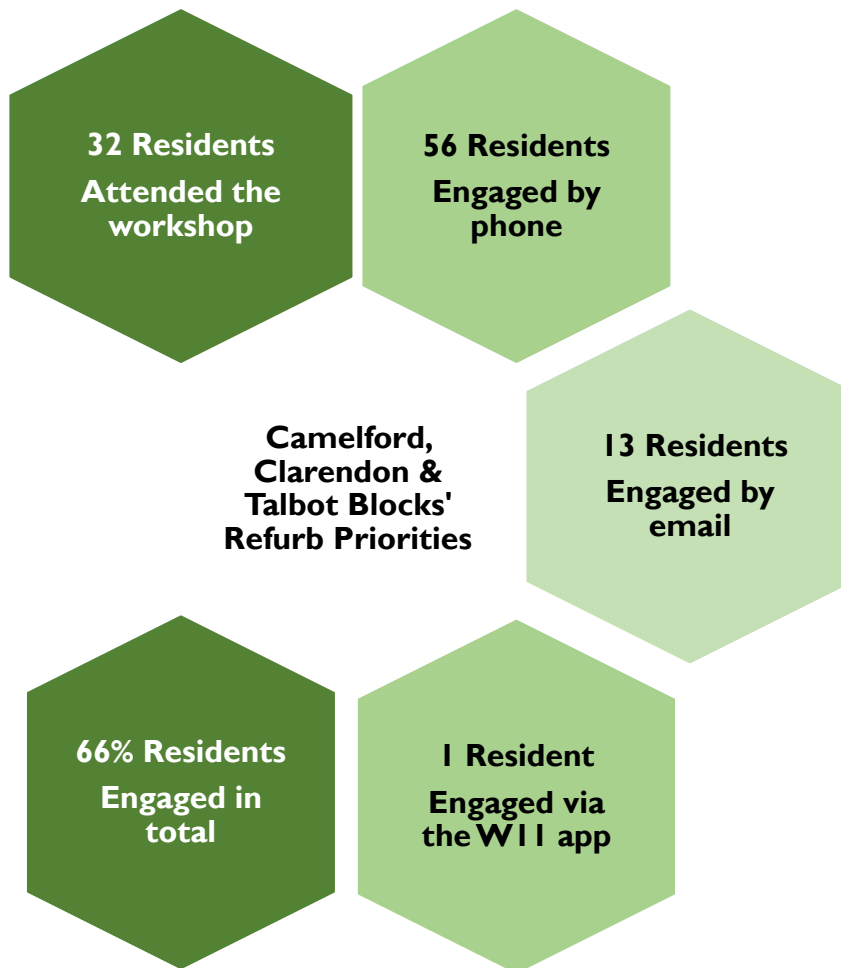 32 Residents
Attended the
workshop
56 Residents
Engaged by
phone
13 Residents
Engaged by
email
Camelford,
Clarendon &
Talbot Blocks'
Refurb Priorities
66% Residents
Engaged in
total
1 Resident
Engaged via
the W11 app